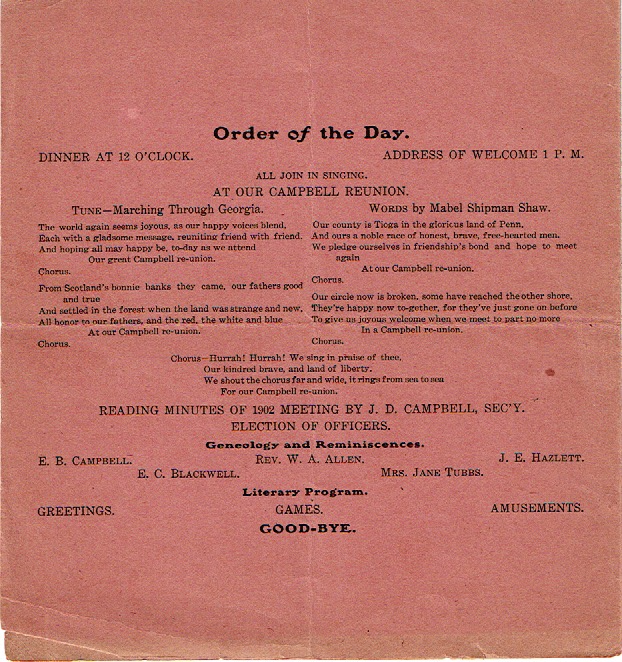 Order of the Day.
DINNER AT 12 O'CLOCK. ADDRESS OF WELCOME 1 P. M.
ALL JOIN IN SINGING.
AT OUR CAMPBELL REUNION.
TUNE—Marching Through Georgia. Words by Mabel Shipman Shaw.
The world again seems joyous, as our happy voices blend,
Each with a gladsome message, reuniting friend with friend.
And hoping all may happy be, to-day as we attend
Our great Campbell re-union.
Chorus.
From Scotland's bonnie banks they came, our fathers good
and true
And settled in the forest when the land was strange and new,
All honor to our fathers, and the red, the white and blue
At our Campbell re-union.
Chorus.
Our county is Tioga in the glorious land of Penn,
And ours a noble race of honest, brave, free-hearted men.
We pledge ourselves in friendship's bond and hope to meet
again
At our Campbell re-union.
Chorus.
Our circle now is broken, some have reached the other shore,
They're happy now to-gether, for they've just gone on before
To give us joyous welcome when we meet to part no more
In a Campbell re-union.
Chorus.
Chorus—Hurrah! Hurrah! We sing in praise of thee,
Our kindred brave, and land of liberty.
We shout the chorus far and wide, it rings from sea to sea
For our Campbell re-union.
READING MINUTES OF 1902 MEETING BY J. D. CAMPBELL, SEC'Y.
ELECTION OF OFFICERS.
Geneology and Reminiscences.
E. B. CAMPBELL. REV. W. A. ALLEN. J. E. HAZLETT.
E. C. BLACKWELL. MRS. JANE TUBBS.
Literary Program.
GREETINGS. GAMES. AMUSEMENTS.
GOOD-BYE.